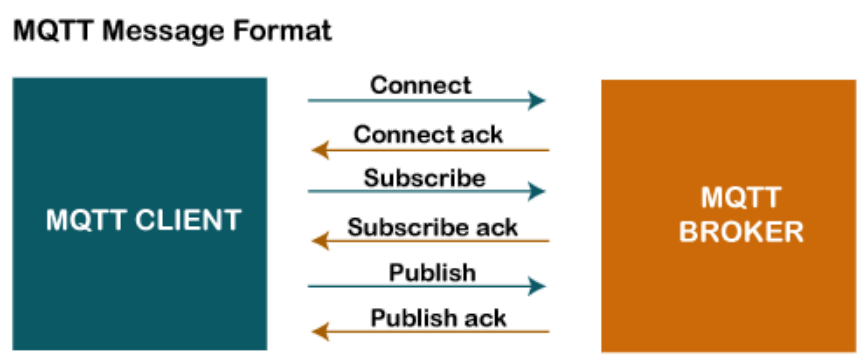 MQTT Message Format
Connect
Connect ack
Subscribe
MQTT CLIENT
Subscribe ack
MQTT
BROKER
Publish
Publish ack